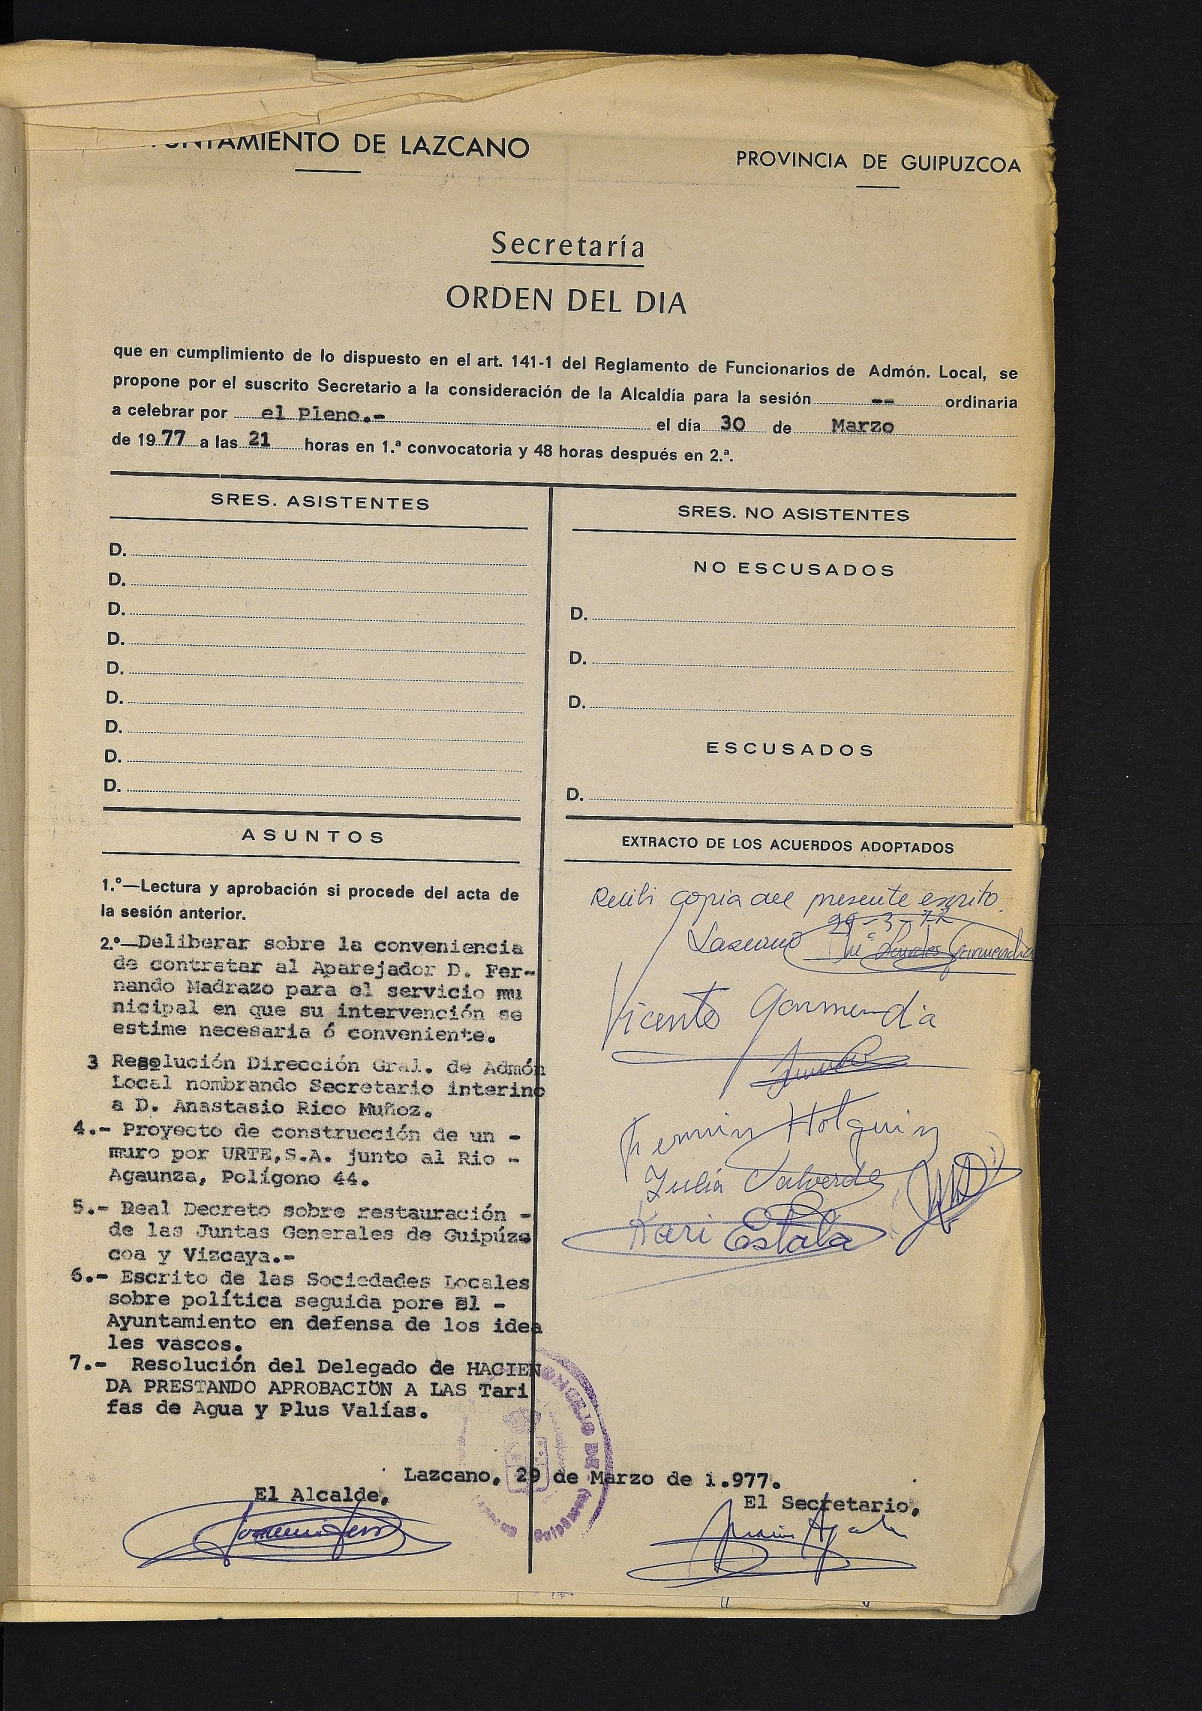 AYUNTAMIENTO DE LAZCANO
PROVINCIA DE GUIPUZCOA
Secretaría
ORDEN DEL DIA
que en cumplimiento de lo dispuesto en el art. 141-1 del Reglamento de Funcionarios de Admón. Local, se
propone por el suscrito Secretario a la consideración de la Alcaldía para la sesión -- ordinaria
a celebrar por el Pleno.- el día 30 de Marzo
de 1977 a las 21 horas en 1.ª convocatoria y 48 horas después en 2.ª.
SRES. ASISTENTES
D.
D.
D.
D.
D.
D.
D.
D.
D.
SRES. NO ASISTENTES
NO ESCUSADOS
D.
D.
D.
ESCUSADOS
D.
ASUNTOS
1.º—Lectura y aprobación si procede del acta de
la sesión anterior.
2.º—Deliberar sobre la conveniencia
de contratar al Aparejador D. Fer-
nando Madrazo para el servicio mu
nicipal en que su intervención se
estime necesaria ó conveniente.
3 Resolución Dirección Gral. de Admón
Local nombrando Secretario interino
a D. Anastasio Rico Muñoz.
4.- Proyecto de construcción de un -
muro por URTE,S.A. junto al Rio -
Agaunza, Polígono 44.
5.- Real Decreto sobre restauración -
de las Juntas Generales de Guipúzc
coa y Vizcaya.-
6.- Escrito de las Sociedades Locales
sobre política seguida pore El -
Ayuntamiento en defensa de los idea
les vascos.
7.- Resolución del Delegado de HACIEN
DA PRESTANDO APROBACIÓN A LAS Tari
fas de Agua y Plus Valías.
EXTRACTO DE LOS ACUERDOS ADOPTADOS
Recibi copia del presente escrito.
Lazcano 29-3-77
Mª Lourdes Garmendia
Vicente Garmendia
Fermin Holguin
Julia Valverde
Kari Estala
CONCEJO DE
Lazcano, 29 de Marzo de 1.977.
El Alcalde,
El Secretario,